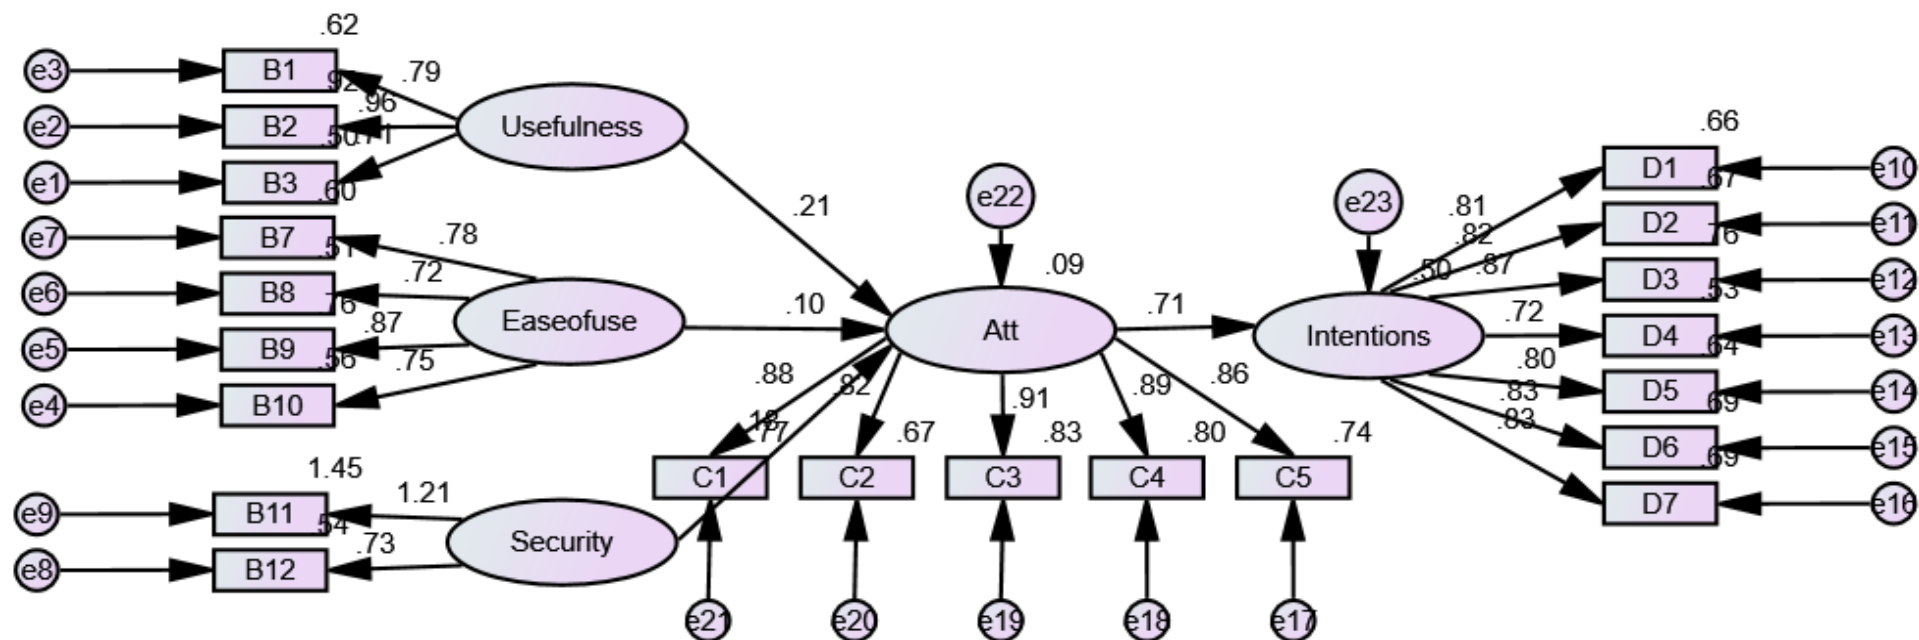 .62
e3 B1 .79
.92
.96
e2 B2 Usefulness
.50 .71
e1 B3
.60
e7 B7 .78
.51
.72
e6 B8
.76
Easeofuse
.87
e5 B9
.56
.75
e4 B10
1.45
e9 B11 1.21
.54
.73
e8 B12
Security
.21
.10
.18
e22
.09
Att
.71
.88 .82 .91 .89 .86
.77 .67 .83 .80 .74
C1 C2 C3 C4 C5
e21 e20 e19 e18 e17
e23
.50
Intentions
.81
.82
.87
.72
.80
.83
.83
.66
D1 e10
.67
D2 e11
.76
D3 e12
.53
D4 e13
.64
D5 e14
.69
D6 e15
.69
D7 e16